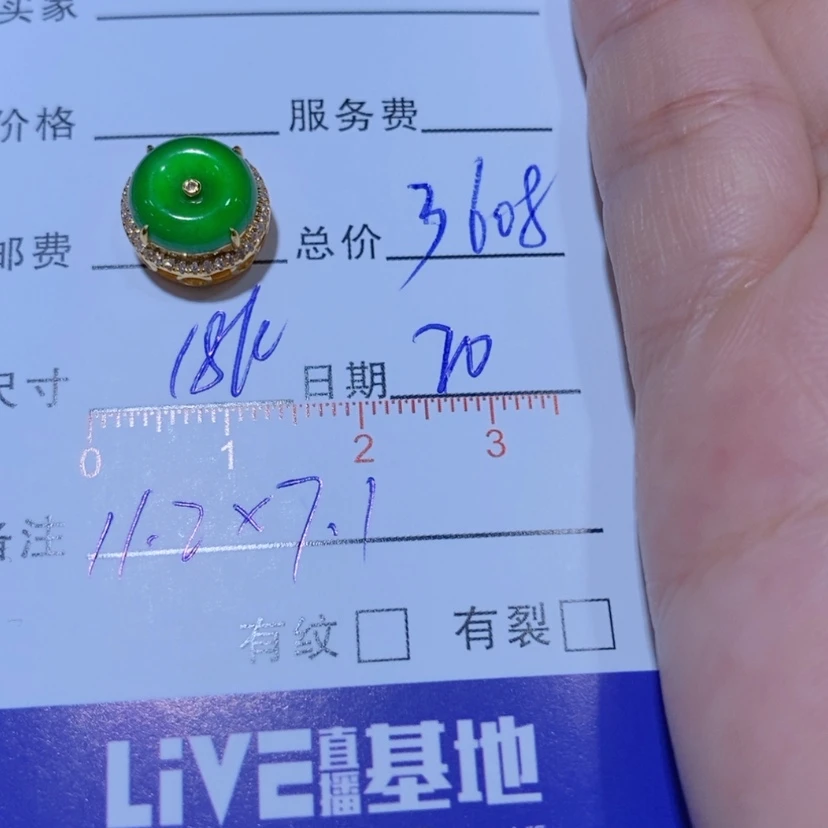 卖家
价格 服务费
邮费 总价 3608
尺寸 18k 日期 20
0 1 2 3
备注 11.2×7.1
有纹 有裂
LiVE直播基地